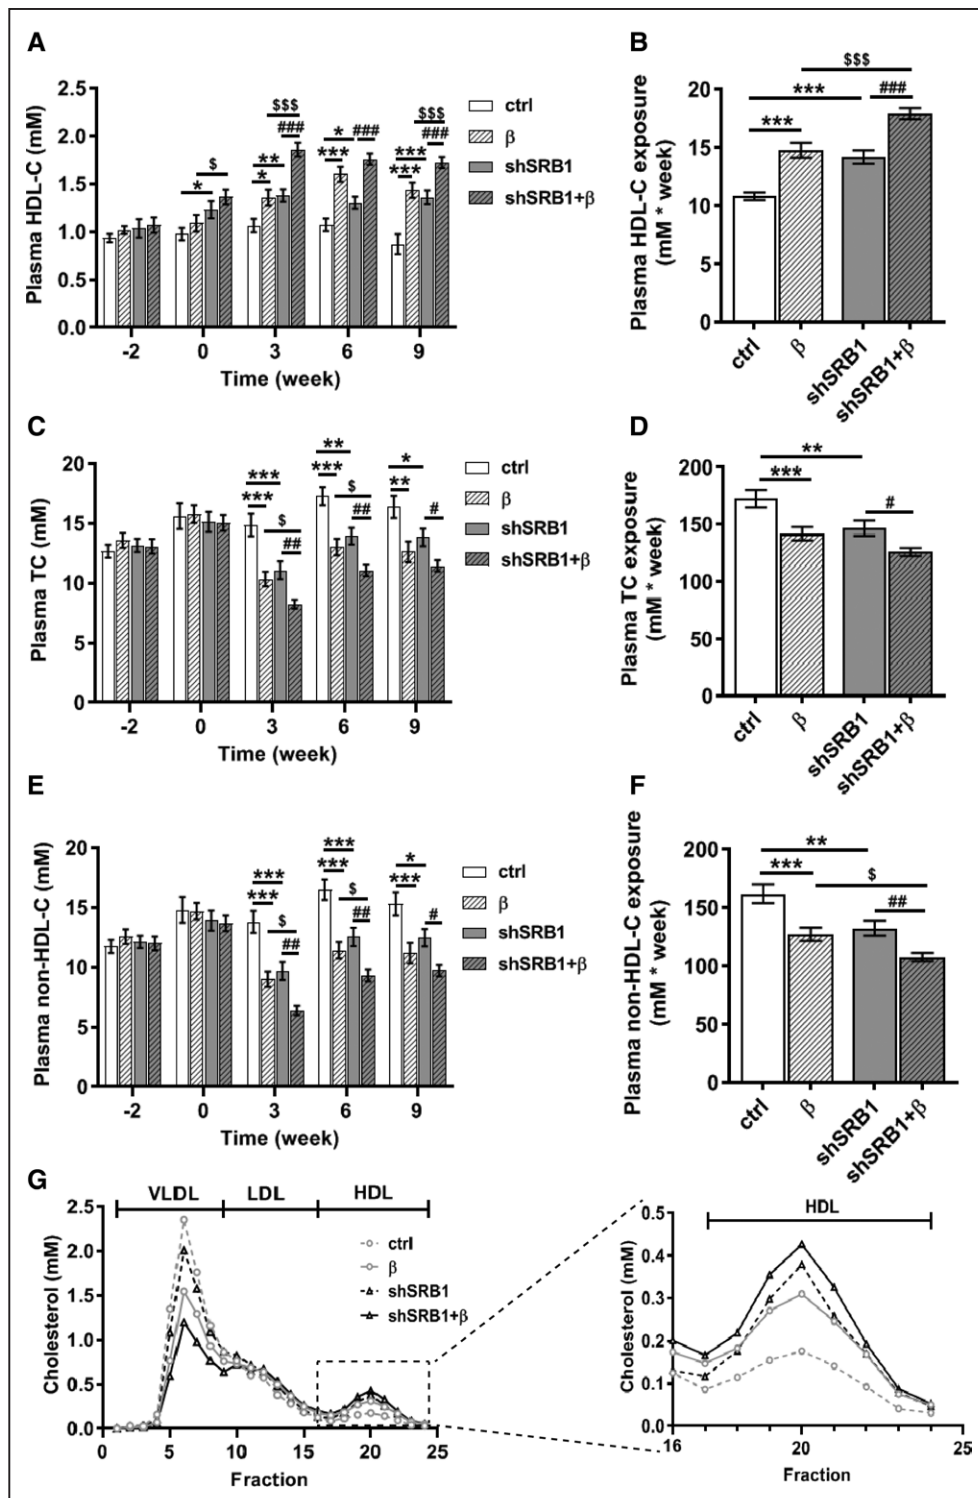 A
Plasma HDL-C (mM)
2.5
2.0
1.5
1.0
0.5
0.0
* $ * ** $$$ ### *** * ### *** *** $$$ ###
-2 0 3 6 9
Time (week)
ctrl
β
shSRB1
shSRB1+β
B
Plasma HDL-C exposure
(mM * week)
20
15
10
5
0
$$$
*** ###
***
ctrl β shSRB1 shSRB1+β
C
Plasma TC (mM)
20
15
10
5
0
*** *** $ ## ** *** $ ## * ** #
-2 0 3 6 9
Time (week)
ctrl
β
shSRB1
shSRB1+β
D
Plasma TC exposure
(mM * week)
200
150
100
50
0
**
*** #
ctrl β shSRB1 shSRB1+β
E
Plasma non-HDL-C (mM)
20
15
10
5
0
*** *** $ ## *** *** $ ## * *** #
-2 0 3 6 9
Time (week)
ctrl
β
shSRB1
shSRB1+β
F
Plasma non-HDL-C exposure
(mM * week)
200
150
100
50
0
**
*** $
##
ctrl β shSRB1 shSRB1+β
G
VLDL LDL HDL
Cholesterol (mM)
2.5
2.0
1.5
1.0
0.5
0.0
0 5 10 15 20 25
Fraction
ctrl
β
shSRB1
shSRB1+β
HDL
Cholesterol (mM)
0.5
0.4
0.3
0.2
0.1
0.0
16 20 25
Fraction